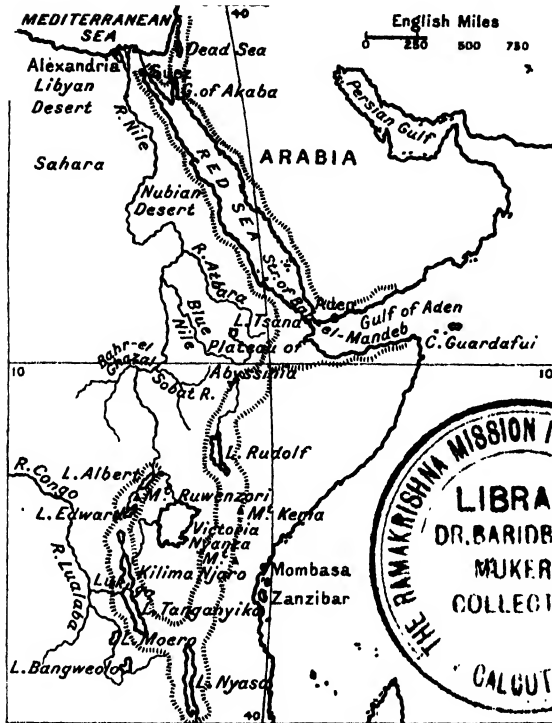 MEDITERRANEAN
SEA
40
English Miles
0 250 500 750
Dead Sea
Alexandria
Suez
G. of Akaba
Libyan
Desert
R. Nile
Persian Gulf
Sahara
ARABIA
RED SEA
Nubian
Desert
R. Atbara
Str. of Bab
el-Mandeb
Aden
Gulf of Aden
Blue
Nile
L. Tsana
C. Guardafui
Plateau of
Abyssinia
Bahr-el
Ghazal
10
10
Sobat R.
L. Rudolf
L. Albert
R. Congo
Mt. Ruwenzori
L. Edward
Mt. Kenia
Victoria
Nyanza
R. Lualaba
Mt.
Kilima Njaro
Mombasa
Zanzibar
L. Tanganyika
L. Moero
L. Bangweolo
L. Nyasa
40
THE RAMAKRISHNA MISSION
LIBRA
DR. BARIDB
MUKER
COLLECT
CALCUT